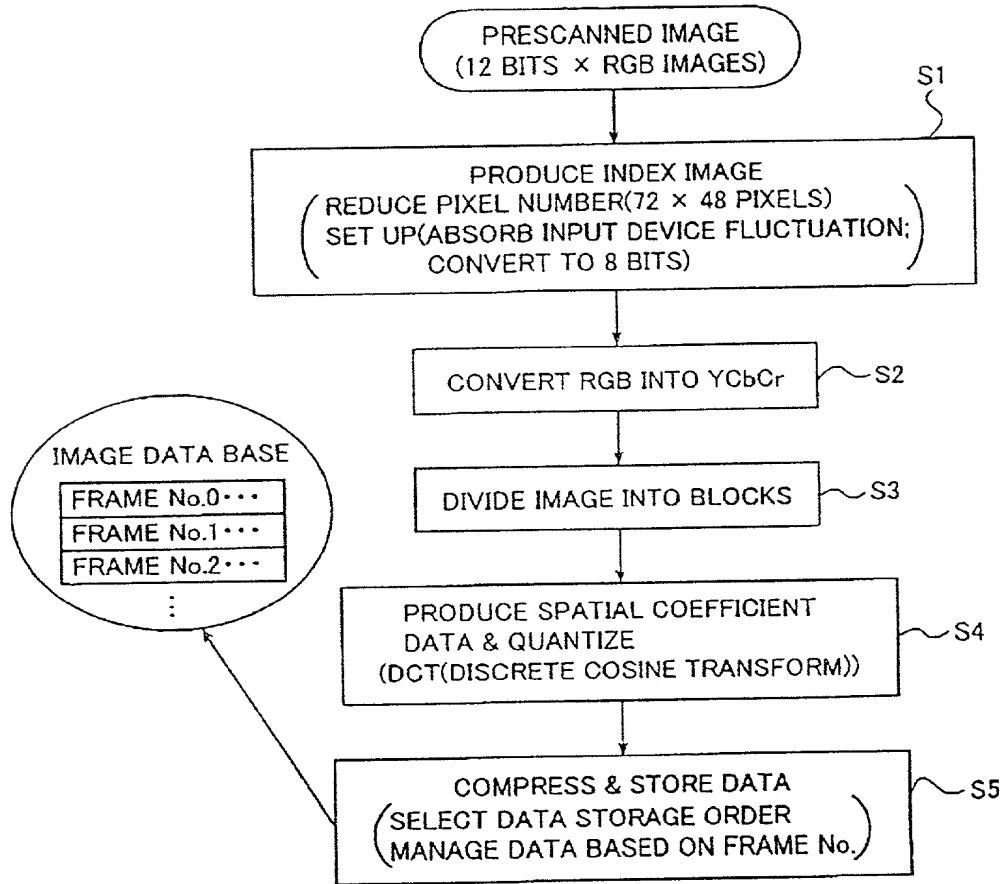 PRESCANNED IMAGE
(12 BITS × RGB IMAGES)
S1
PRODUCE INDEX IMAGE
REDUCE PIXEL NUMBER(72 × 48 PIXELS)
SET UP(ABSORB INPUT DEVICE FLUCTUATION;
CONVERT TO 8 BITS)
CONVERT RGB INTO YCbCr
S2
DIVIDE IMAGE INTO BLOCKS
S3
IMAGE DATA BASE
FRAME No.0···
FRAME No.1···
FRAME No.2···
⋮
PRODUCE SPATIAL COEFFICIENT
DATA & QUANTIZE
(DCT(DISCRETE COSINE TRANSFORM))
S4
COMPRESS & STORE DATA
SELECT DATA STORAGE ORDER
MANAGE DATA BASED ON FRAME No.
S5